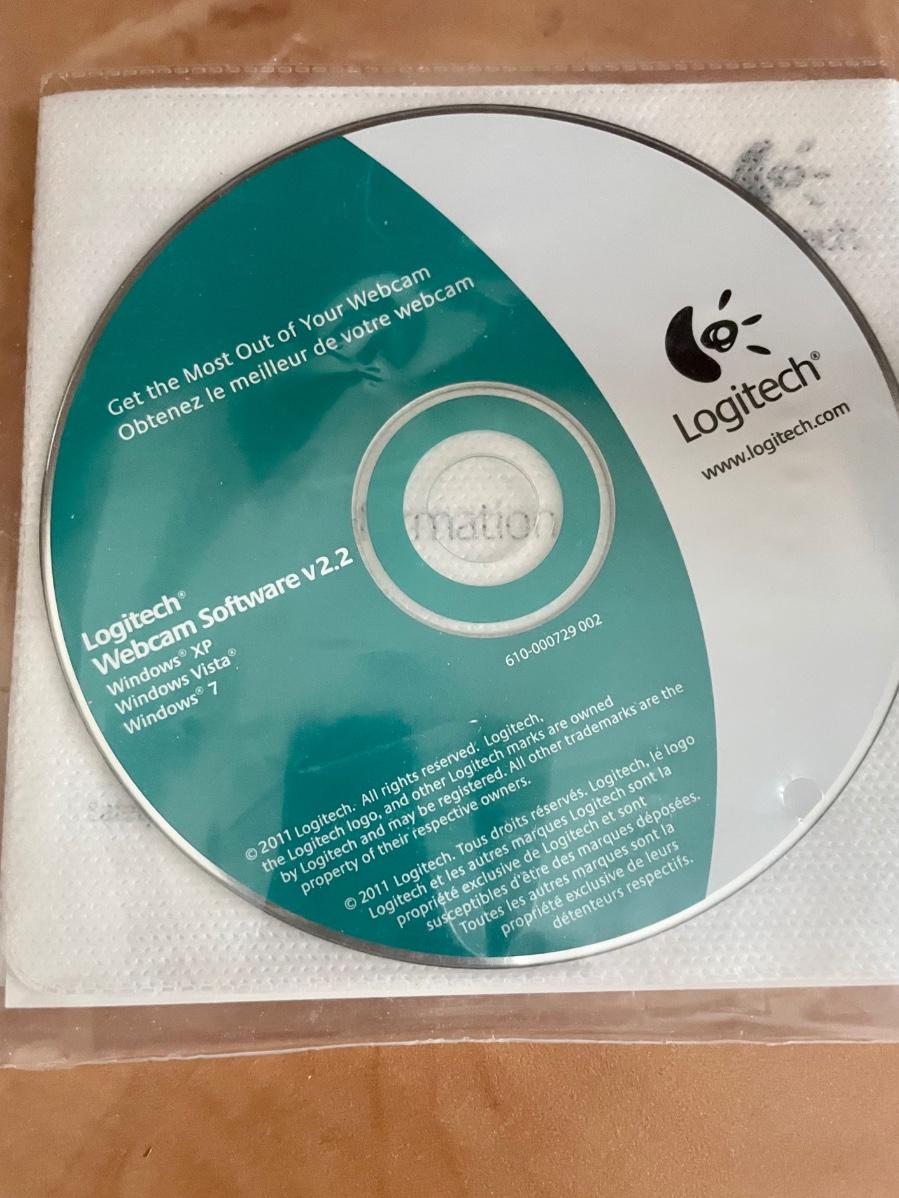 Get the Most Out of Your Webcam
Obtenez le meilleur de votre webcam
Logitech®
www.logitech.com
mation
Logitech®
Webcam Software v2.2
Windows® XP
Windows Vista®
Windows® 7
610-000729 002
© 2011 Logitech. All rights reserved. Logitech,
the Logitech logo, and other Logitech marks are owned
by Logitech and may be registered. All other trademarks are the
property of their respective owners.
© 2011 Logitech. Tous droits réservés. Logitech, le logo
Logitech et les autres marques Logitech sont la
propriété exclusive de Logitech et sont
susceptibles d'être des marques déposées.
Toutes les autres marques sont la
propriété exclusive de leurs
détenteurs respectifs.